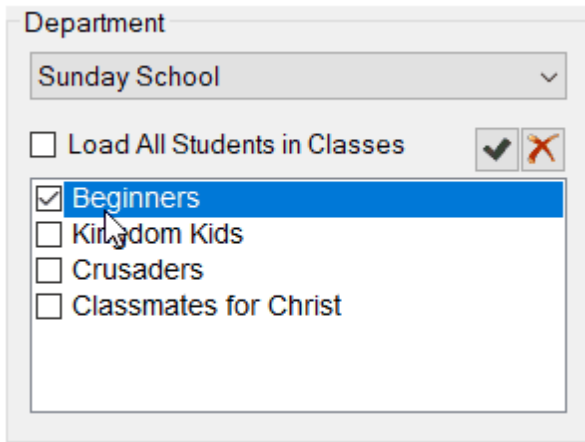 Department
Sunday School
Load All Students in Classes
Beginners
Kingdom Kids
Crusaders
Classmates for Christ